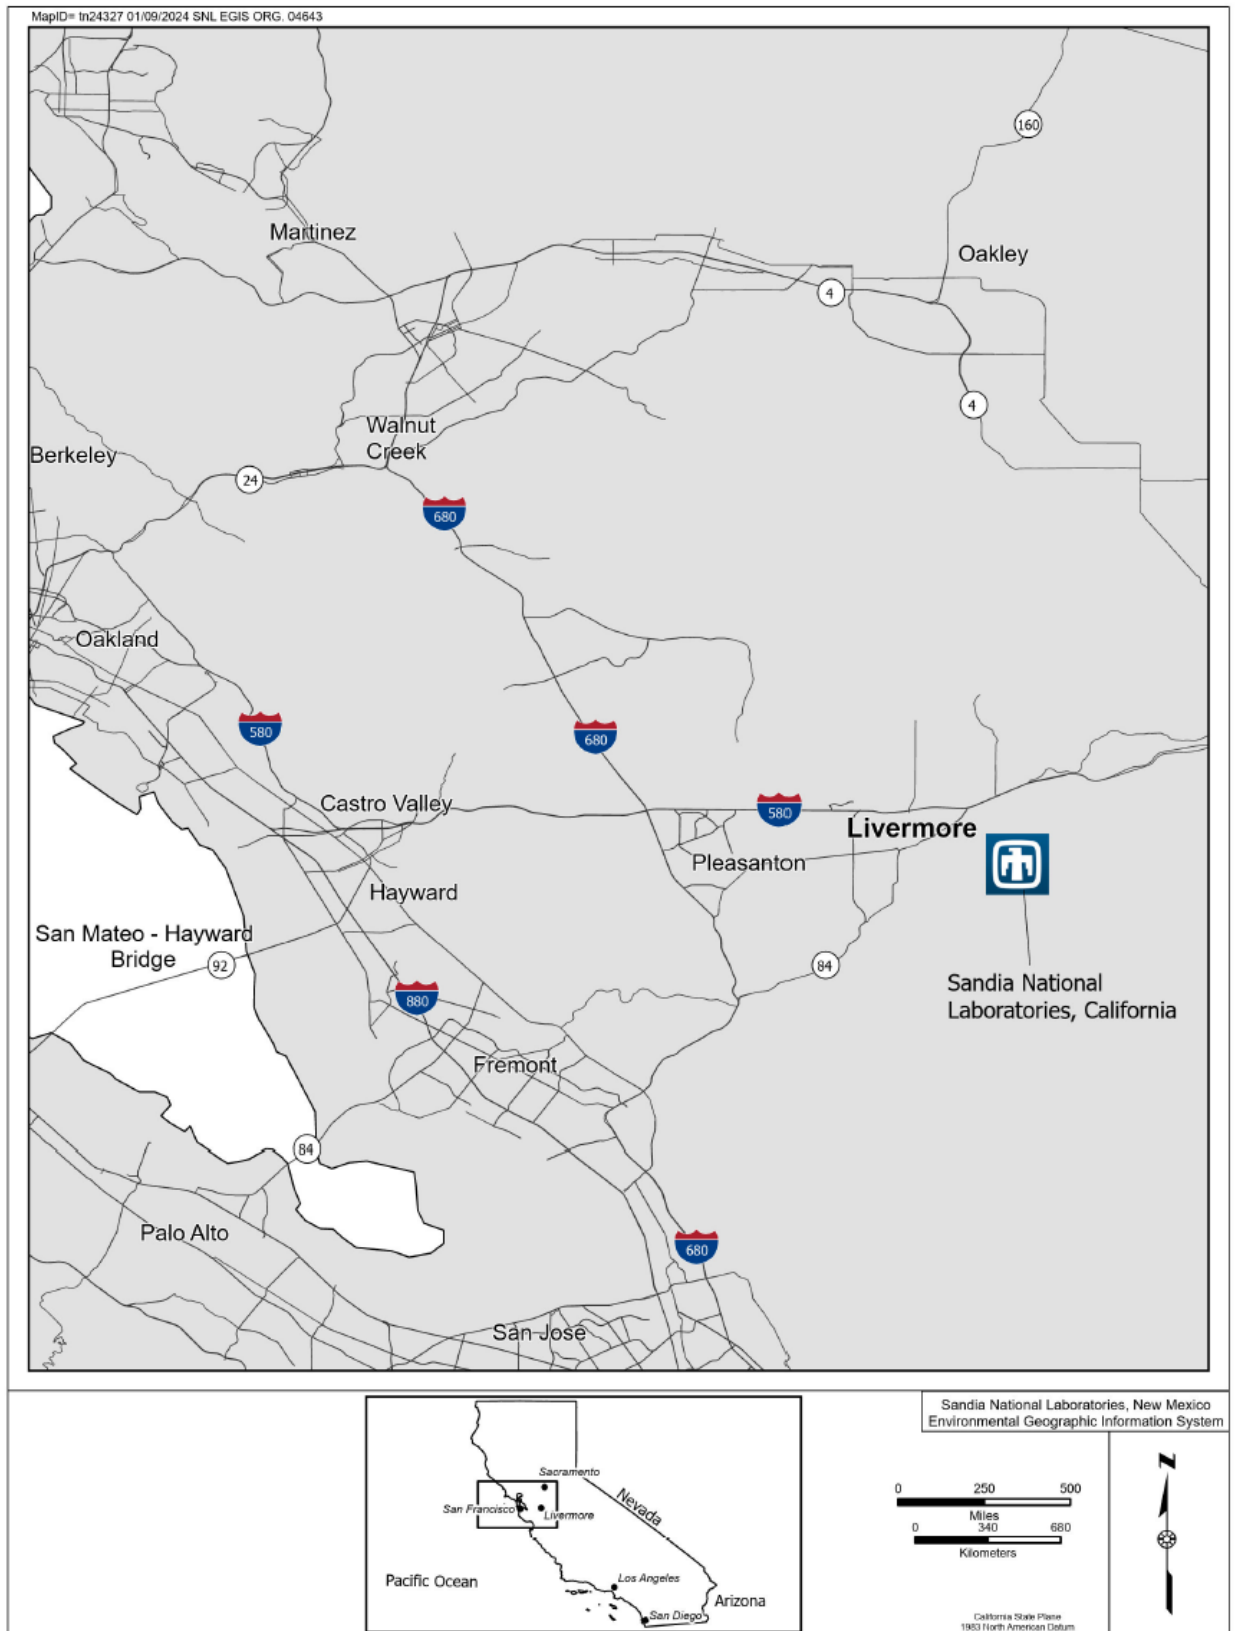 MapID= tn24327 01/09/2024 SNL EGIS ORG. 04643
160
Martinez
Oakley
4
4
Walnut
Creek
Berkeley
24
680
Oakland
580
680
Castro Valley
580
Livermore
Pleasanton
Hayward
San Mateo - Hayward
Bridge
92
84
880
Sandia National
Laboratories, California
Fremont
84
Palo Alto
680
San Jose
Sandia National Laboratories, New Mexico
Environmental Geographic Information System
Sacramento
San Francisco
Livermore
Nevada
Pacific Ocean
Los Angeles
Arizona
San Diego
0 250 500
Miles
0 340 680
Kilometers
N
California State Plane
1983 North American Datum